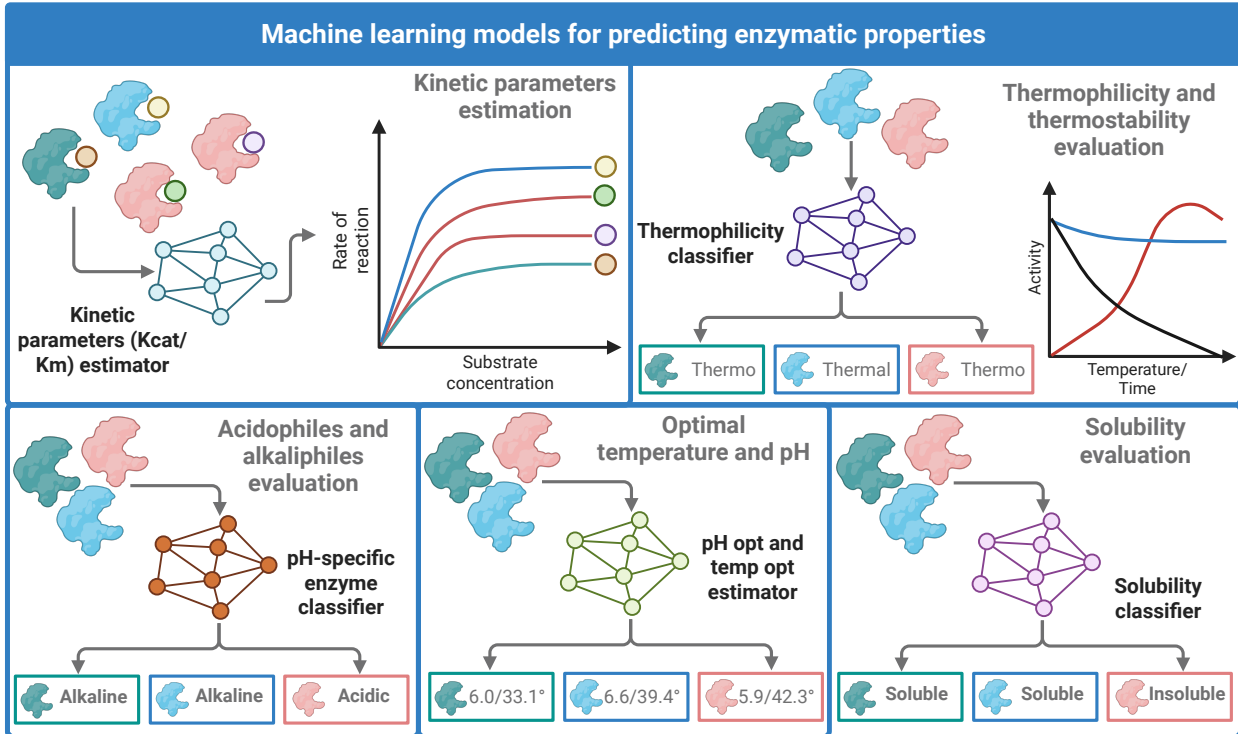 Machine learning models for predicting enzymatic properties
Kinetic parameters
estimation
Rate of
reaction
Kinetic
parameters (Kcat/
Km) estimator
Substrate
concentration
Thermophilicity and
thermostability
evaluation
Thermophilicity
classifier
Activity
Thermo
Thermal
Thermo
Temperature/
Time
Acidophiles and
alkaliphiles
evaluation
pH-specific
enzyme
classifier
Alkaline
Alkaline
Acidic
Optimal
temperature and pH
pH opt and
temp opt
estimator
6.0/33.1°
6.6/39.4°
5.9/42.3°
Solubility
evaluation
Solubility
classifier
Soluble
Soluble
Insoluble